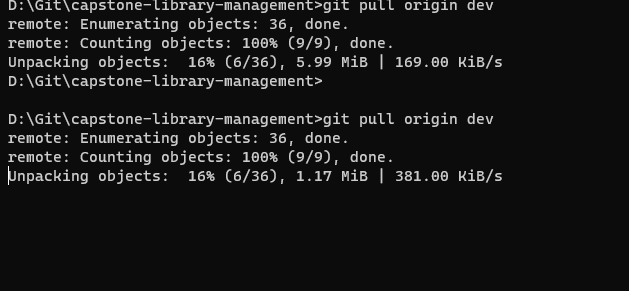 D:\Git\capstone-library-management>git pull origin dev
remote: Enumerating objects: 36, done.
remote: Counting objects: 100% (9/9), done.
Unpacking objects:  16% (6/36), 5.99 MiB | 169.00 KiB/s
D:\Git\capstone-library-management>
D:\Git\capstone-library-management>git pull origin dev
remote: Enumerating objects: 36, done.
remote: Counting objects: 100% (9/9), done.
Unpacking objects:  16% (6/36), 1.17 MiB | 381.00 KiB/s